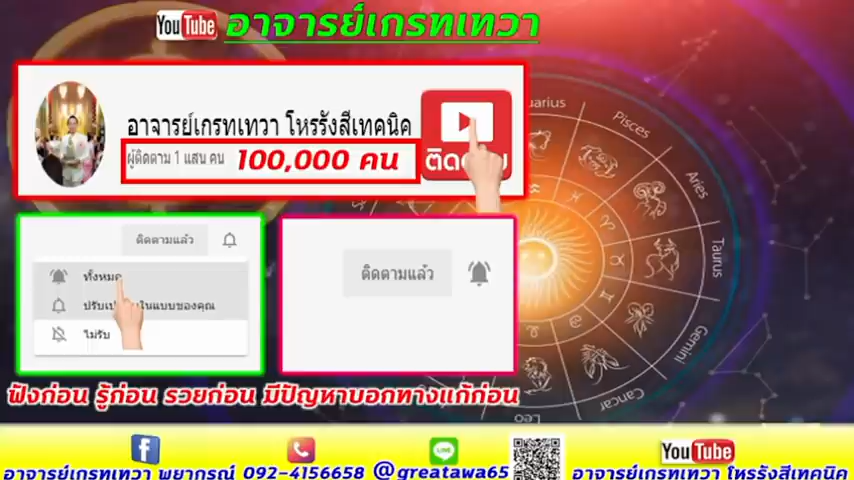 YouTube อาจารย์เกรทเทวา
อาจารย์เกรทเทวา โหรรังสีเทคนิค
ผู้ติดตาม 1 แสน คน 100,000 คน
ติดตามแล้ว
ทั้งหมด
ไม่รับ
ติดตามแล้ว
Pisces
Aries
Taurus
Gemini
Cancer
Leo
ฟังก่อน รู้ก่อน รวยก่อน มีปัญหาบอกทางแก้ก่อน
YouTube
อาจารย์เกรทเทวา พยากรณ์ 092-4156658 @greatawa65 อาจารย์เกรทเทวา โหรรังสีเทคนิค